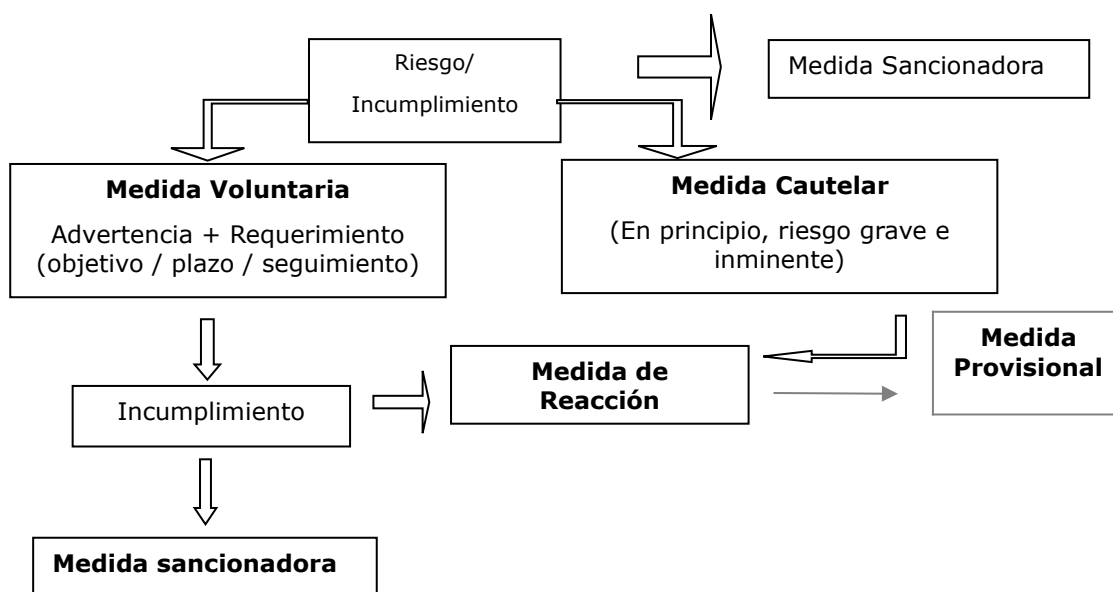 Riesgo/
Incumplimiento
Medida Sancionadora
Medida Voluntaria
Advertencia + Requerimiento
(objetivo / plazo / seguimiento)
Medida Cautelar
(En principio, riesgo grave e
inminente)
Medida
Provisional
Medida de
Reacción
Incumplimiento
Medida sancionadora